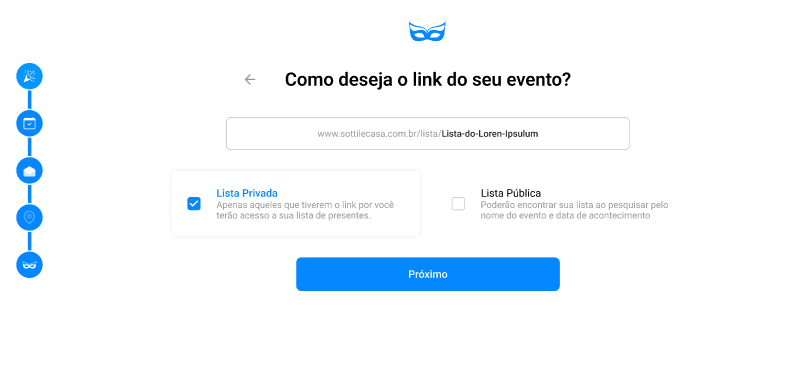 Como deseja o link do seu evento?
www.sottilecasa.com.br/lista/Lista-do-Loren-Ipsulum
Lista Privada
Apenas aqueles que tiverem o link por você
terão acesso a sua lista de presentes.
Lista Pública
Poderão encontrar sua lista ao pesquisar pelo
nome do evento e data de acontecimento
Próximo